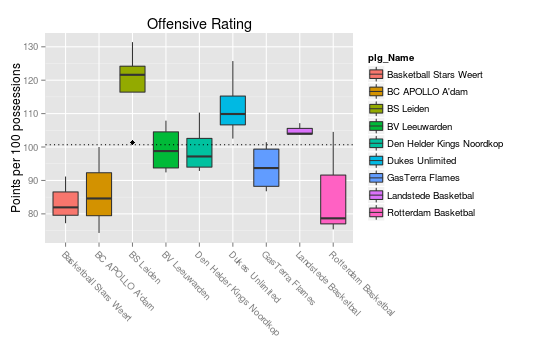 Offensive Rating
Points per 100 possessions
130
120
110
100
90
80
Basketball Stars Weert
BC APOLLO A'dam
BS Leiden
BV Leeuwarden
Den Helder Kings Noordkop
Dukes Unlimited
GasTerra Flames
Landstede Basketbal
Rotterdam Basketbal
plg_Name
Basketball Stars Weert
BC APOLLO A'dam
BS Leiden
BV Leeuwarden
Den Helder Kings Noordkop
Dukes Unlimited
GasTerra Flames
Landstede Basketbal
Rotterdam Basketbal